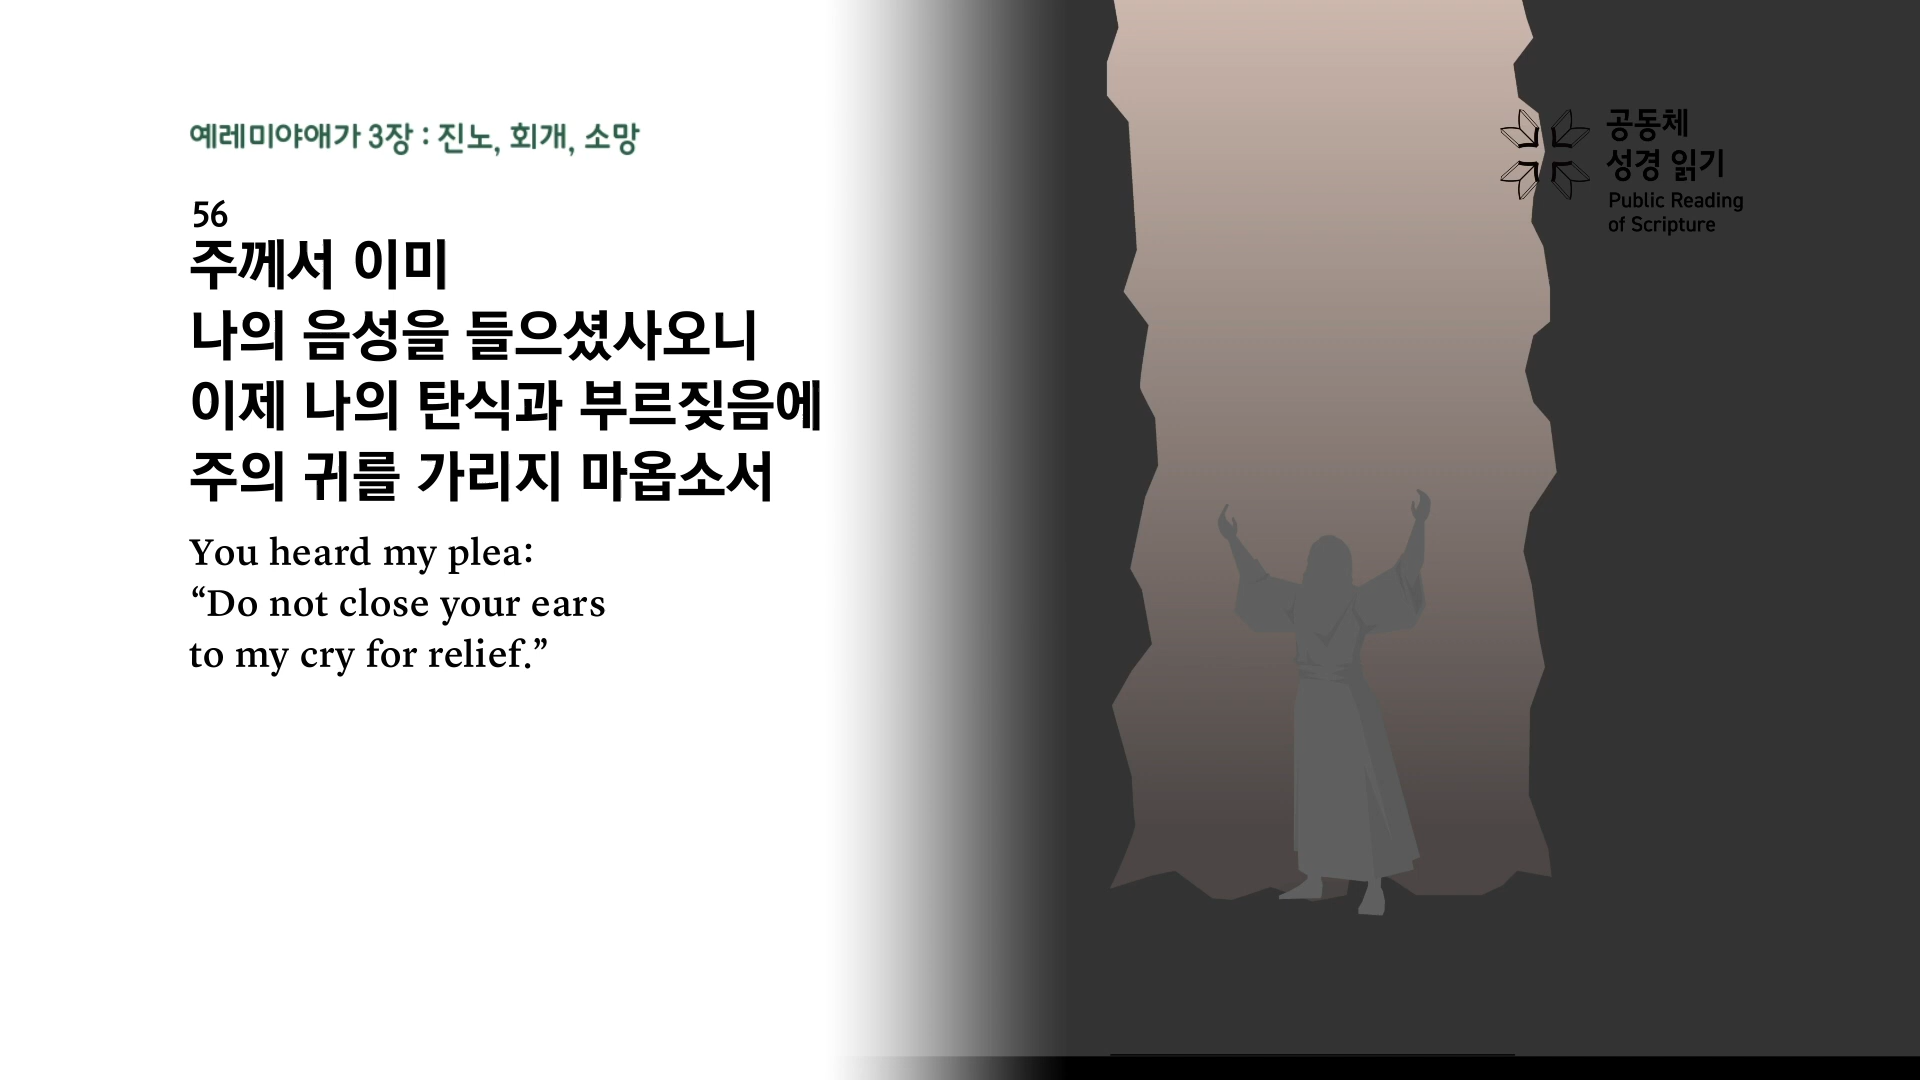 예레미야애가 3장 : 진노, 회개, 소망
56
주께서 이미
나의 음성을 들으셨사오니
이제 나의 탄식과 부르짖음에
주의 귀를 가리지 마옵소서
You heard my plea:
“Do not close your ears
to my cry for relief.”
공동체
성경 읽기
Public Reading
of Scripture